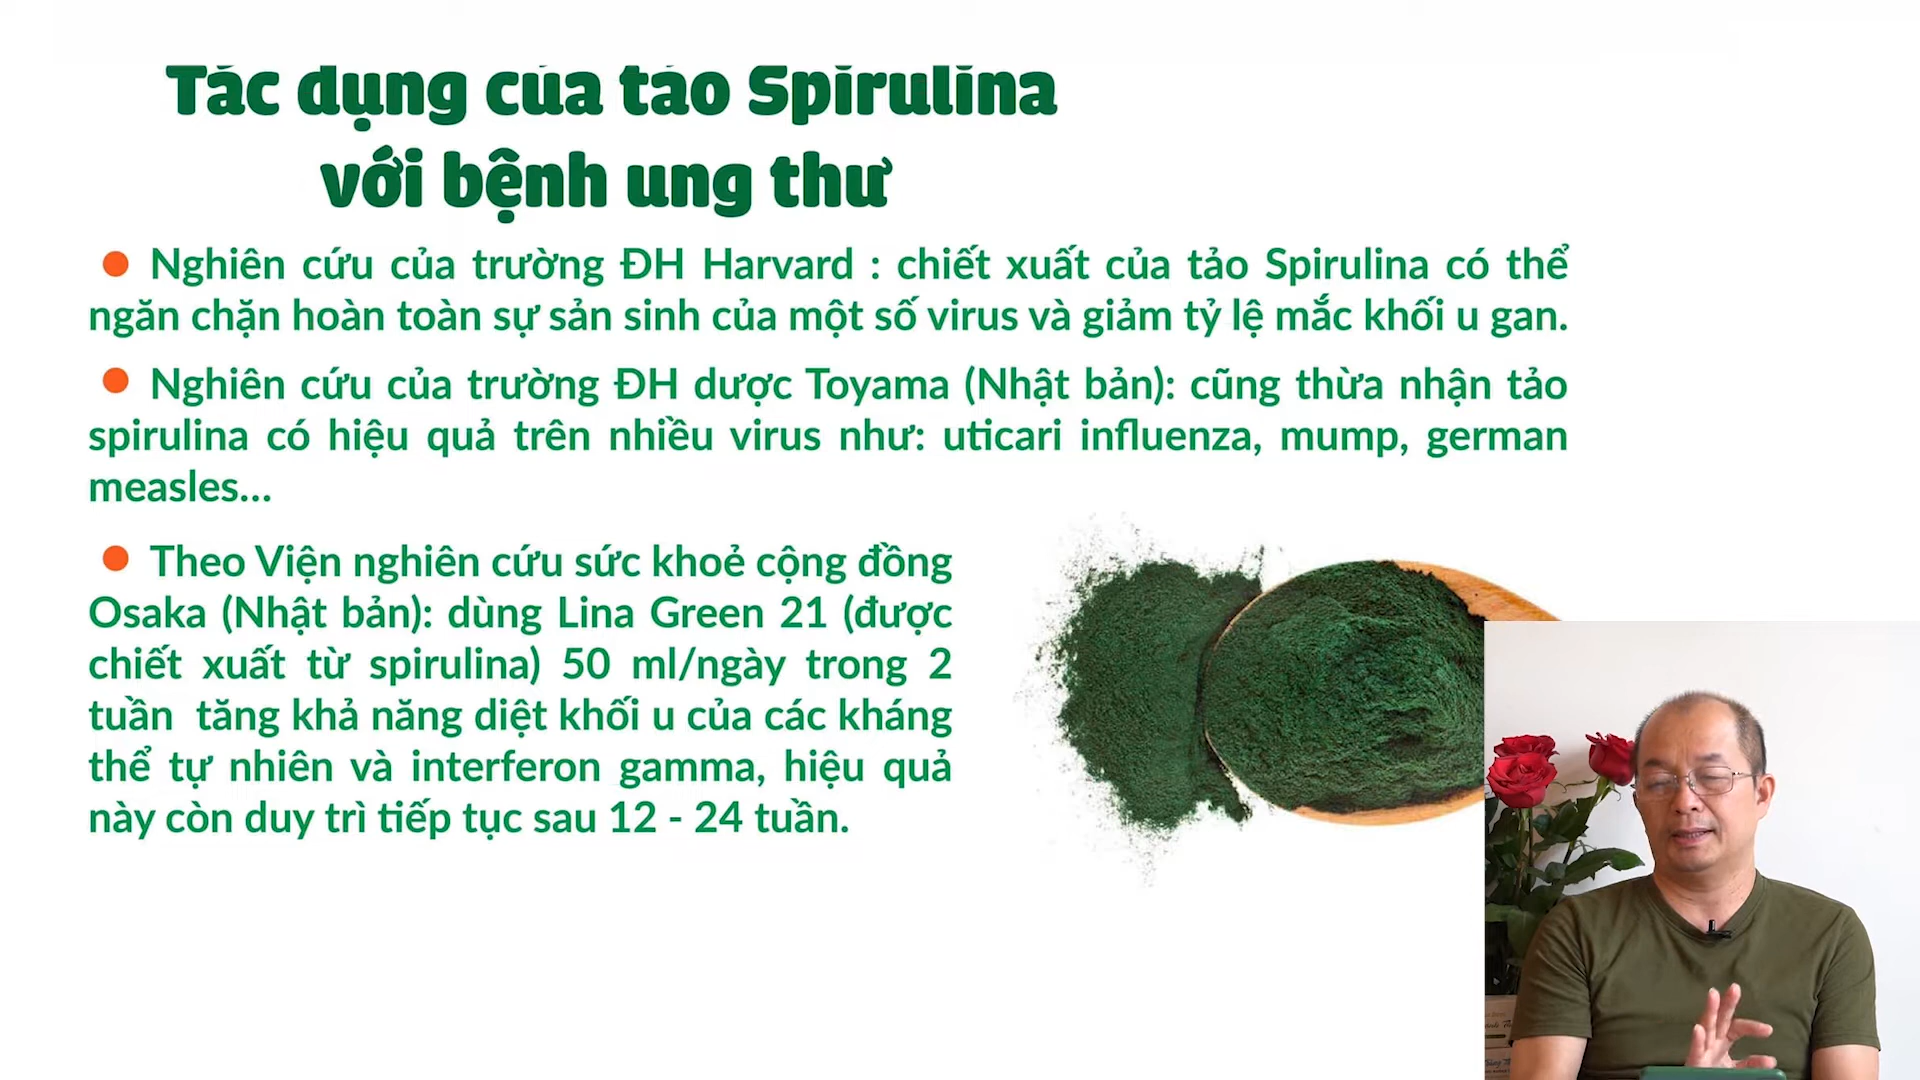 Tác dụng của tảo Spirulina
với bệnh ung thư
Nghiên cứu của trường ĐH Harvard : chiết xuất của tảo Spirulina có thể
ngăn chặn hoàn toàn sự sản sinh của một số virus và giảm tỷ lệ mắc khối u gan.
Nghiên cứu của trường ĐH dược Toyama (Nhật bản): cũng thừa nhận tảo
spirulina có hiệu quả trên nhiều virus như: uticari influenza, mump, german
measles...
Theo Viện nghiên cứu sức khoẻ cộng đồng
Osaka (Nhật bản): dùng Lina Green 21 (được
chiết xuất từ spirulina) 50 ml/ngày trong 2
tuần tăng khả năng diệt khối u của các kháng
thể tự nhiên và interferon gamma, hiệu quả
này còn duy trì tiếp tục sau 12 - 24 tuần.